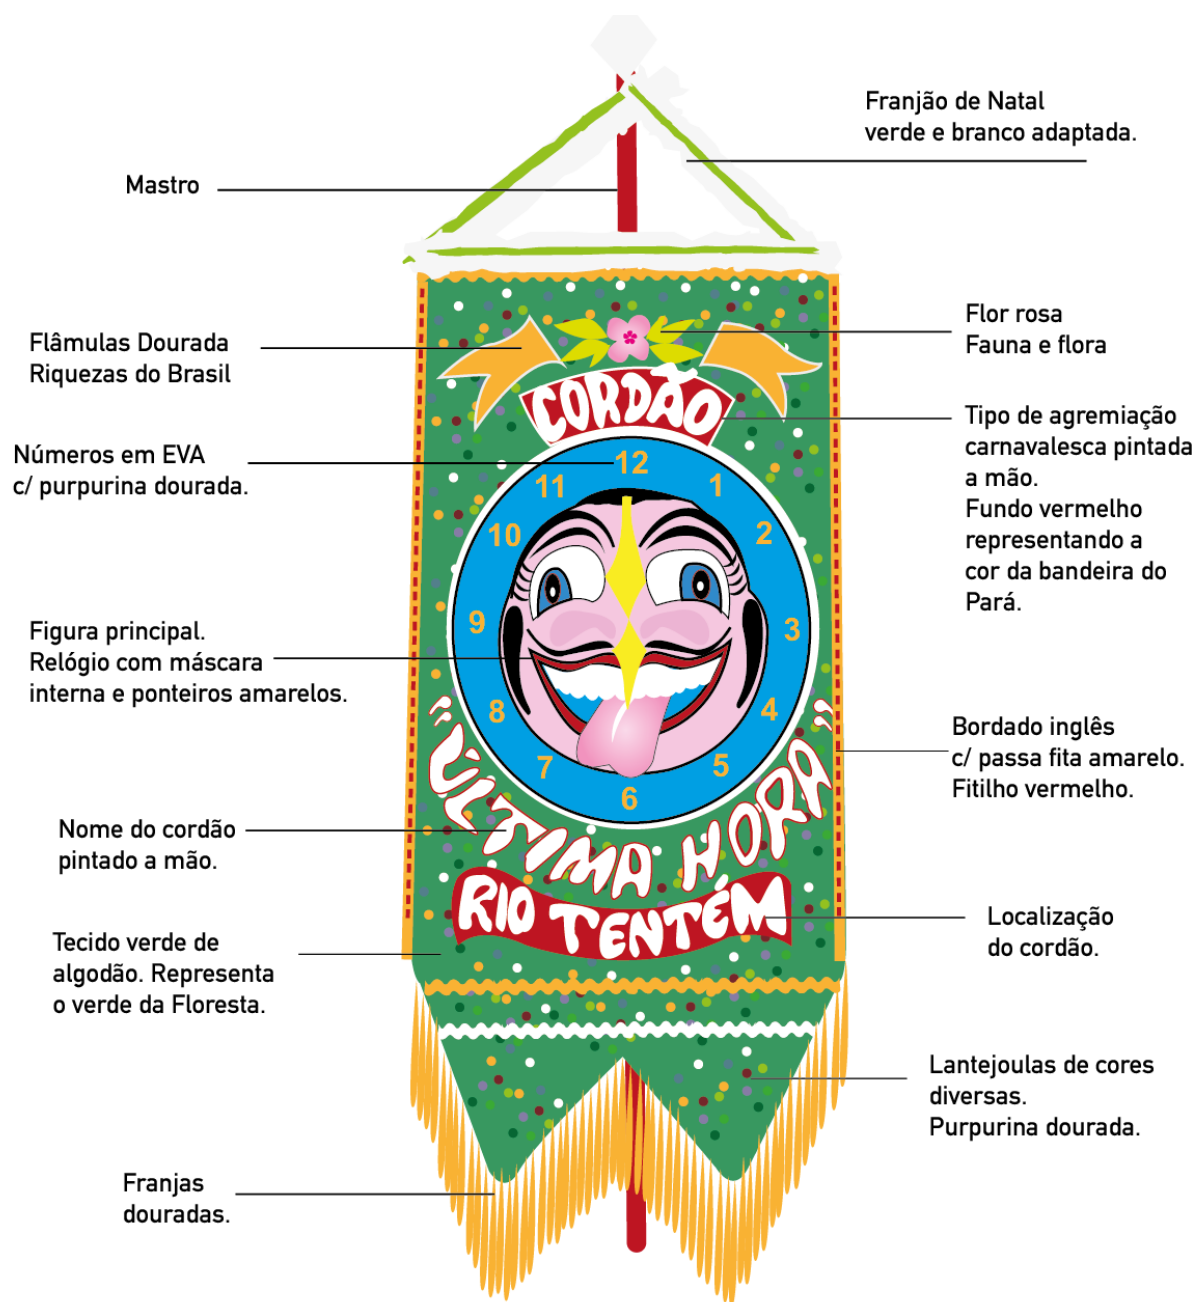 Franjão de Natal
verde e branco adaptada.
Mastro
Flâmulas Dourada
Riquezas do Brasil
Flor rosa
Fauna e flora
Números em EVA
c/ purpurina dourada.
Tipo de agremiação
carnavalesca pintada
a mão.
Fundo vermelho
representando a
cor da bandeira do
Pará.
Figura principal.
Relógio com máscara
interna e ponteiros amarelos.
Bordado inglês
c/ passa fita amarelo.
Fitilho vermelho.
Nome do cordão
pintado a mão.
Localização
do cordão.
Tecido verde de
algodão. Representa
o verde da Floresta.
Lantejoulas de cores
diversas.
Purpurina dourada.
Franjas
douradas.
CORDÃO
12
1
2
3
4
5
6
7
8
9
10
11
"ÚLTIMA HORA"
RIO TENTÉM